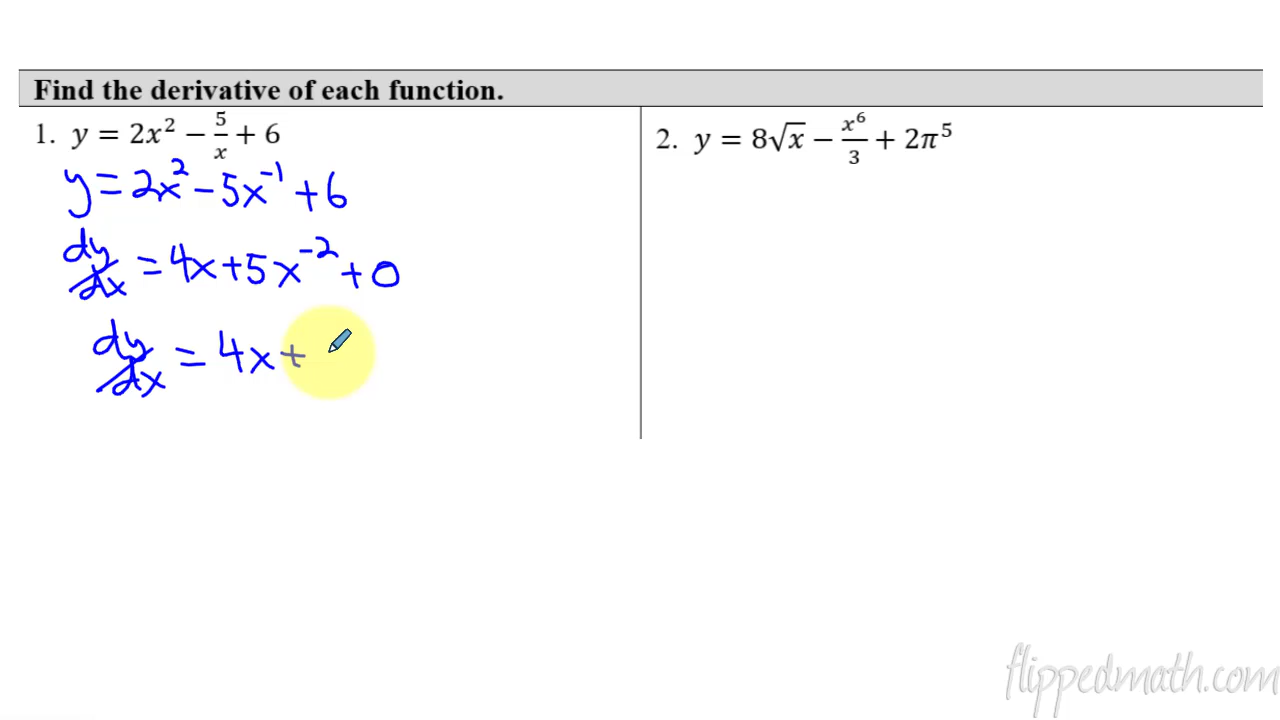 Find the derivative of each function.
1. y = 2x² − 5/x + 6
y = 2x² − 5x⁻¹ + 6
dy/dx = 4x + 5x⁻² + 0
dy/dx = 4x +
2. y = 8√x − x⁶/3 + 2π⁵
flippedmath.com